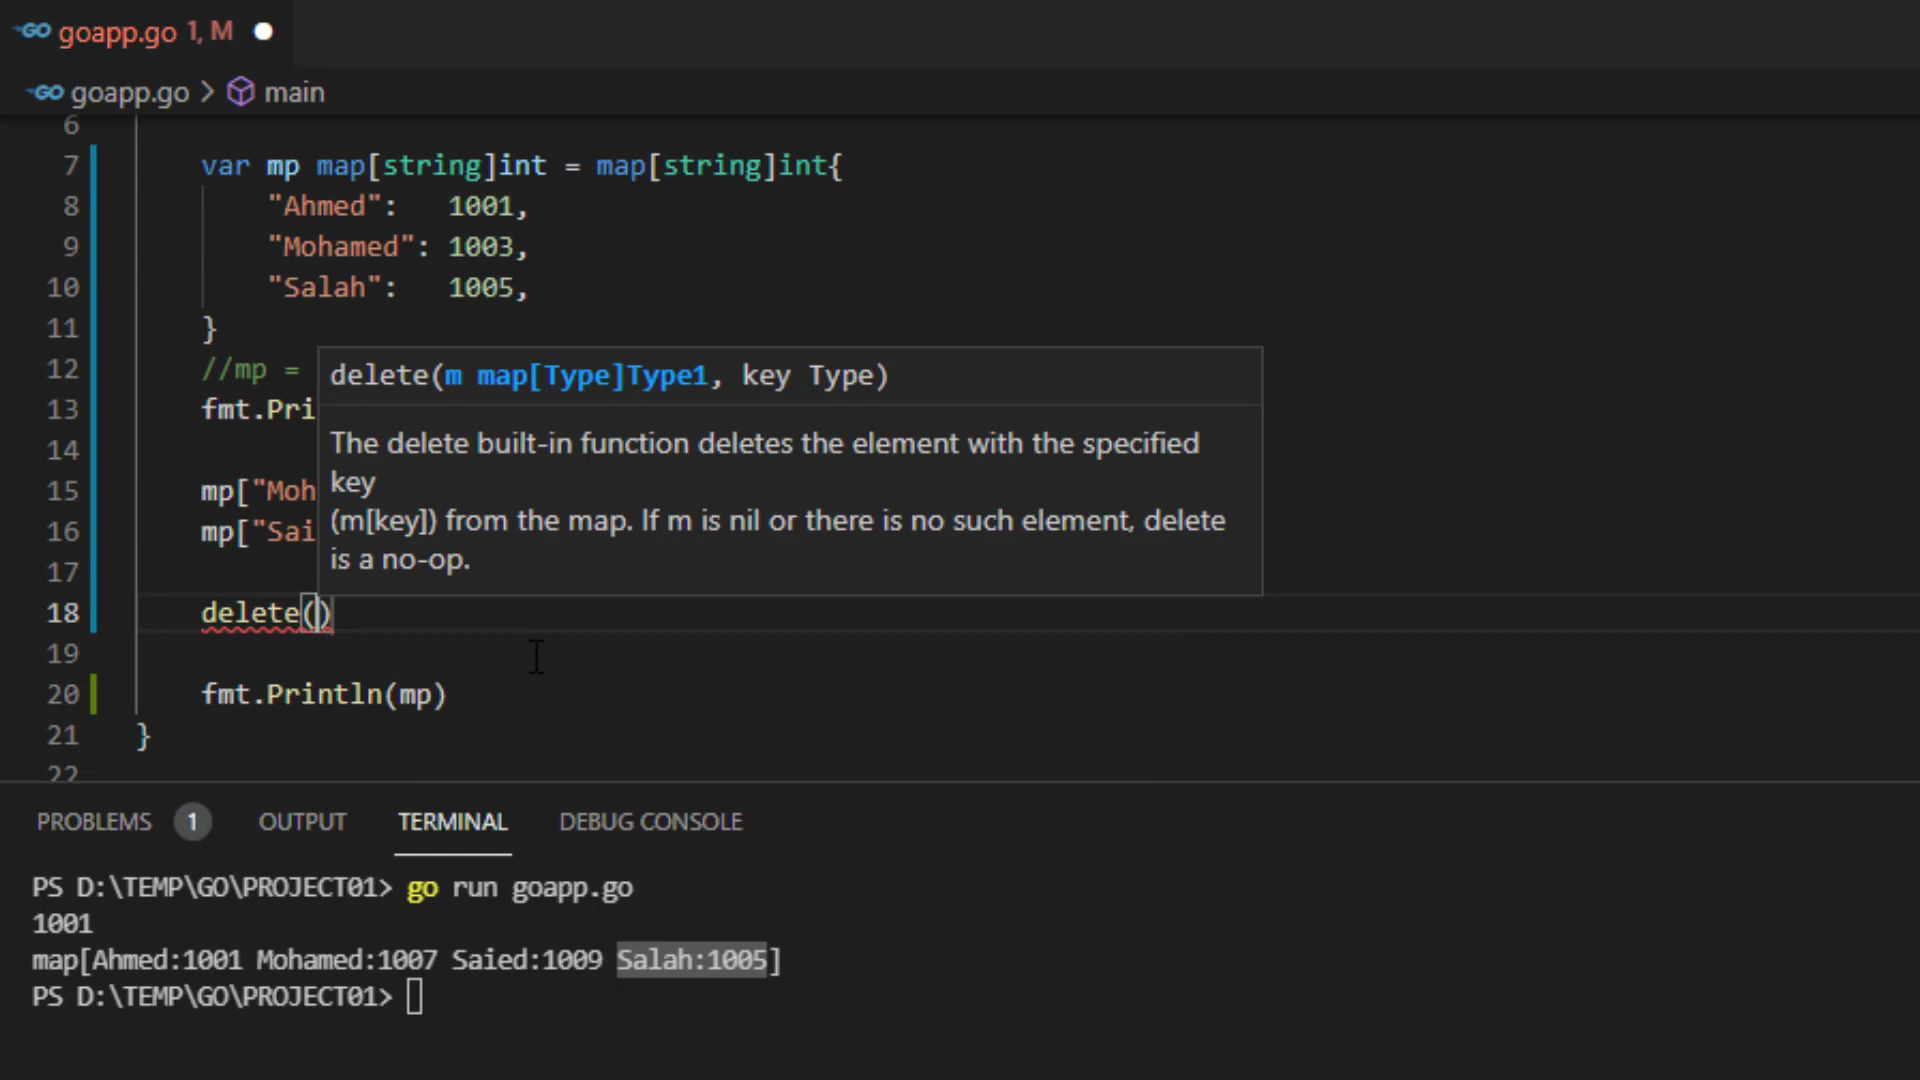 GO goapp.go 1, M
GO goapp.go > main
6
7 var mp map[string]int = map[string]int{
8 "Ahmed": 1001,
9 "Mohamed": 1003,
10 "Salah": 1005,
11 }
12 //mp =
13 fmt.Pri
14
15 mp["Moh
16 mp["Sai
17
delete(m map[Type]Type1, key Type)
The delete built-in function deletes the element with the specified
key
(m[key]) from the map. If m is nil or there is no such element, delete
is a no-op.
18 delete()
19
20 fmt.Println(mp)
21 }
22
PROBLEMS 1 OUTPUT TERMINAL DEBUG CONSOLE
PS D:\TEMP\GO\PROJECT01> go run goapp.go
1001
map[Ahmed:1001 Mohamed:1007 Saied:1009 Salah:1005]
PS D:\TEMP\GO\PROJECT01>